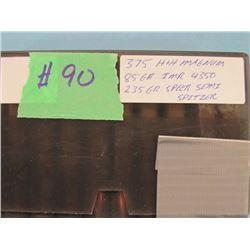 # 90
375 H+H MAGNUM
85 GR. IMR 4350
235 GR. SPEER SEMI
SPITZER